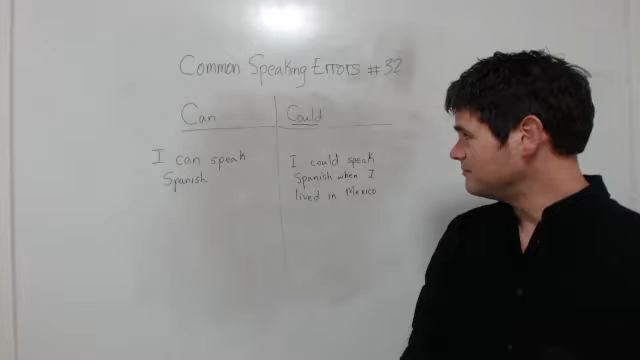 Common Speaking Errors #32
Can
Could
I can speak
Spanish
I could speak
Spanish when I
lived in Mexico